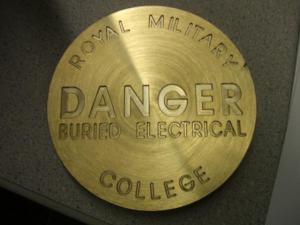 ROYAL MILITARY
DANGER
BURIED ELECTRICAL
COLLEGE